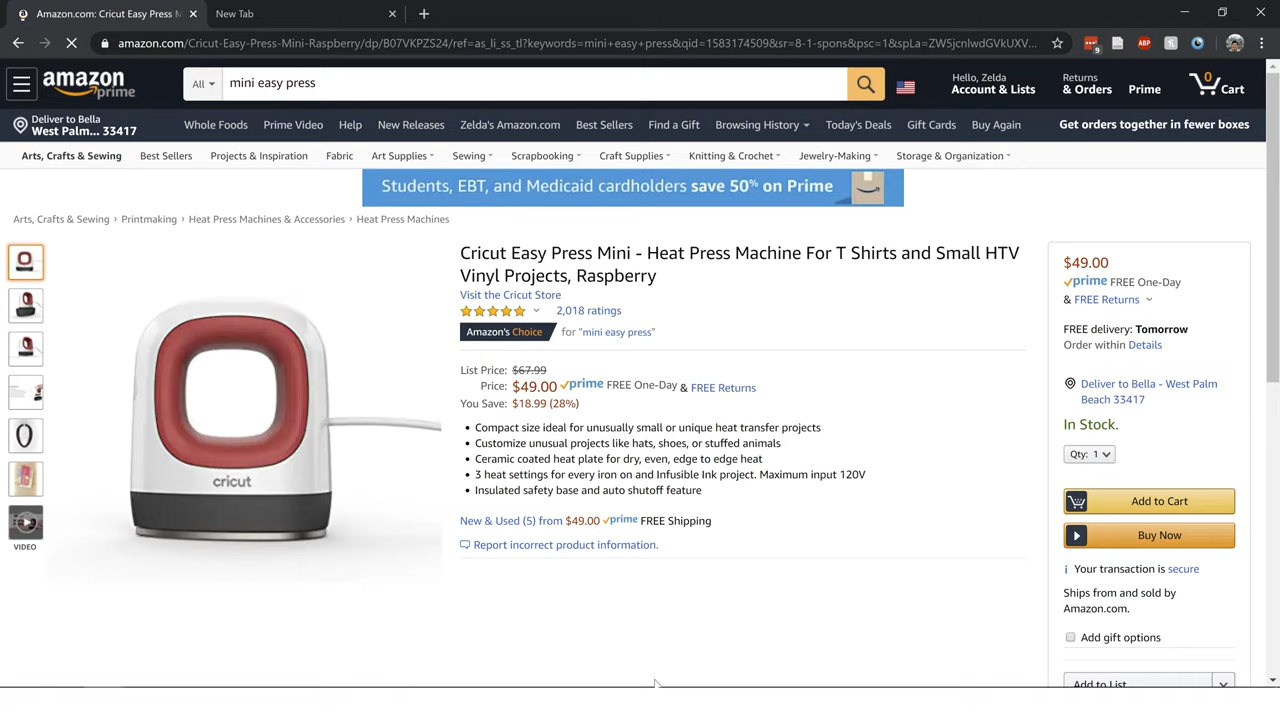 Amazon.com: Cricut Easy Press M
New Tab
amazon.com/Cricut-Easy-Press-Mini-Raspberry/dp/B07VKPZS24/ref=as_li_ss_tl?keywords=mini+easy+press&qid=1583174509&sr=8-1-spons&psc=1&spLa=ZW5jcnlwdGVkUXV...
9
ABP
amazon
prime
All
mini easy press
Hello, Zelda
Account & Lists
Returns
& Orders
Prime
0
Cart
Deliver to Bella
West Palm... 33417
Whole Foods
Prime Video
Help
New Releases
Zelda's Amazon.com
Best Sellers
Find a Gift
Browsing History
Today's Deals
Gift Cards
Buy Again
Get orders together in fewer boxes
Arts, Crafts & Sewing
Best Sellers
Projects & Inspiration
Fabric
Art Supplies
Sewing
Scrapbooking
Craft Supplies
Knitting & Crochet
Jewelry-Making
Storage & Organization
Students, EBT, and Medicaid cardholders save 50% on Prime
Arts, Crafts & Sewing › Printmaking › Heat Press Machines & Accessories › Heat Press Machines
cricut
VIDEO
Cricut Easy Press Mini - Heat Press Machine For T Shirts and Small HTV
Vinyl Projects, Raspberry
Visit the Cricut Store
2,018 ratings
Amazon's Choice for "mini easy press"
List Price: $67.99
Price: $49.00 prime FREE One-Day & FREE Returns
You Save: $18.99 (28%)
• Compact size ideal for unusually small or unique heat transfer projects
• Customize unusual projects like hats, shoes, or stuffed animals
• Ceramic coated heat plate for dry, even, edge to edge heat
• 3 heat settings for every iron on and Infusible Ink project. Maximum input 120V
• Insulated safety base and auto shutoff feature
New & Used (5) from $49.00 prime FREE Shipping
Report incorrect product information.
$49.00
prime FREE One-Day
& FREE Returns
FREE delivery: Tomorrow
Order within Details
Deliver to Bella - West Palm
Beach 33417
In Stock.
Qty: 1
Add to Cart
Buy Now
Your transaction is secure
Ships from and sold by
Amazon.com.
Add gift options
Add to List